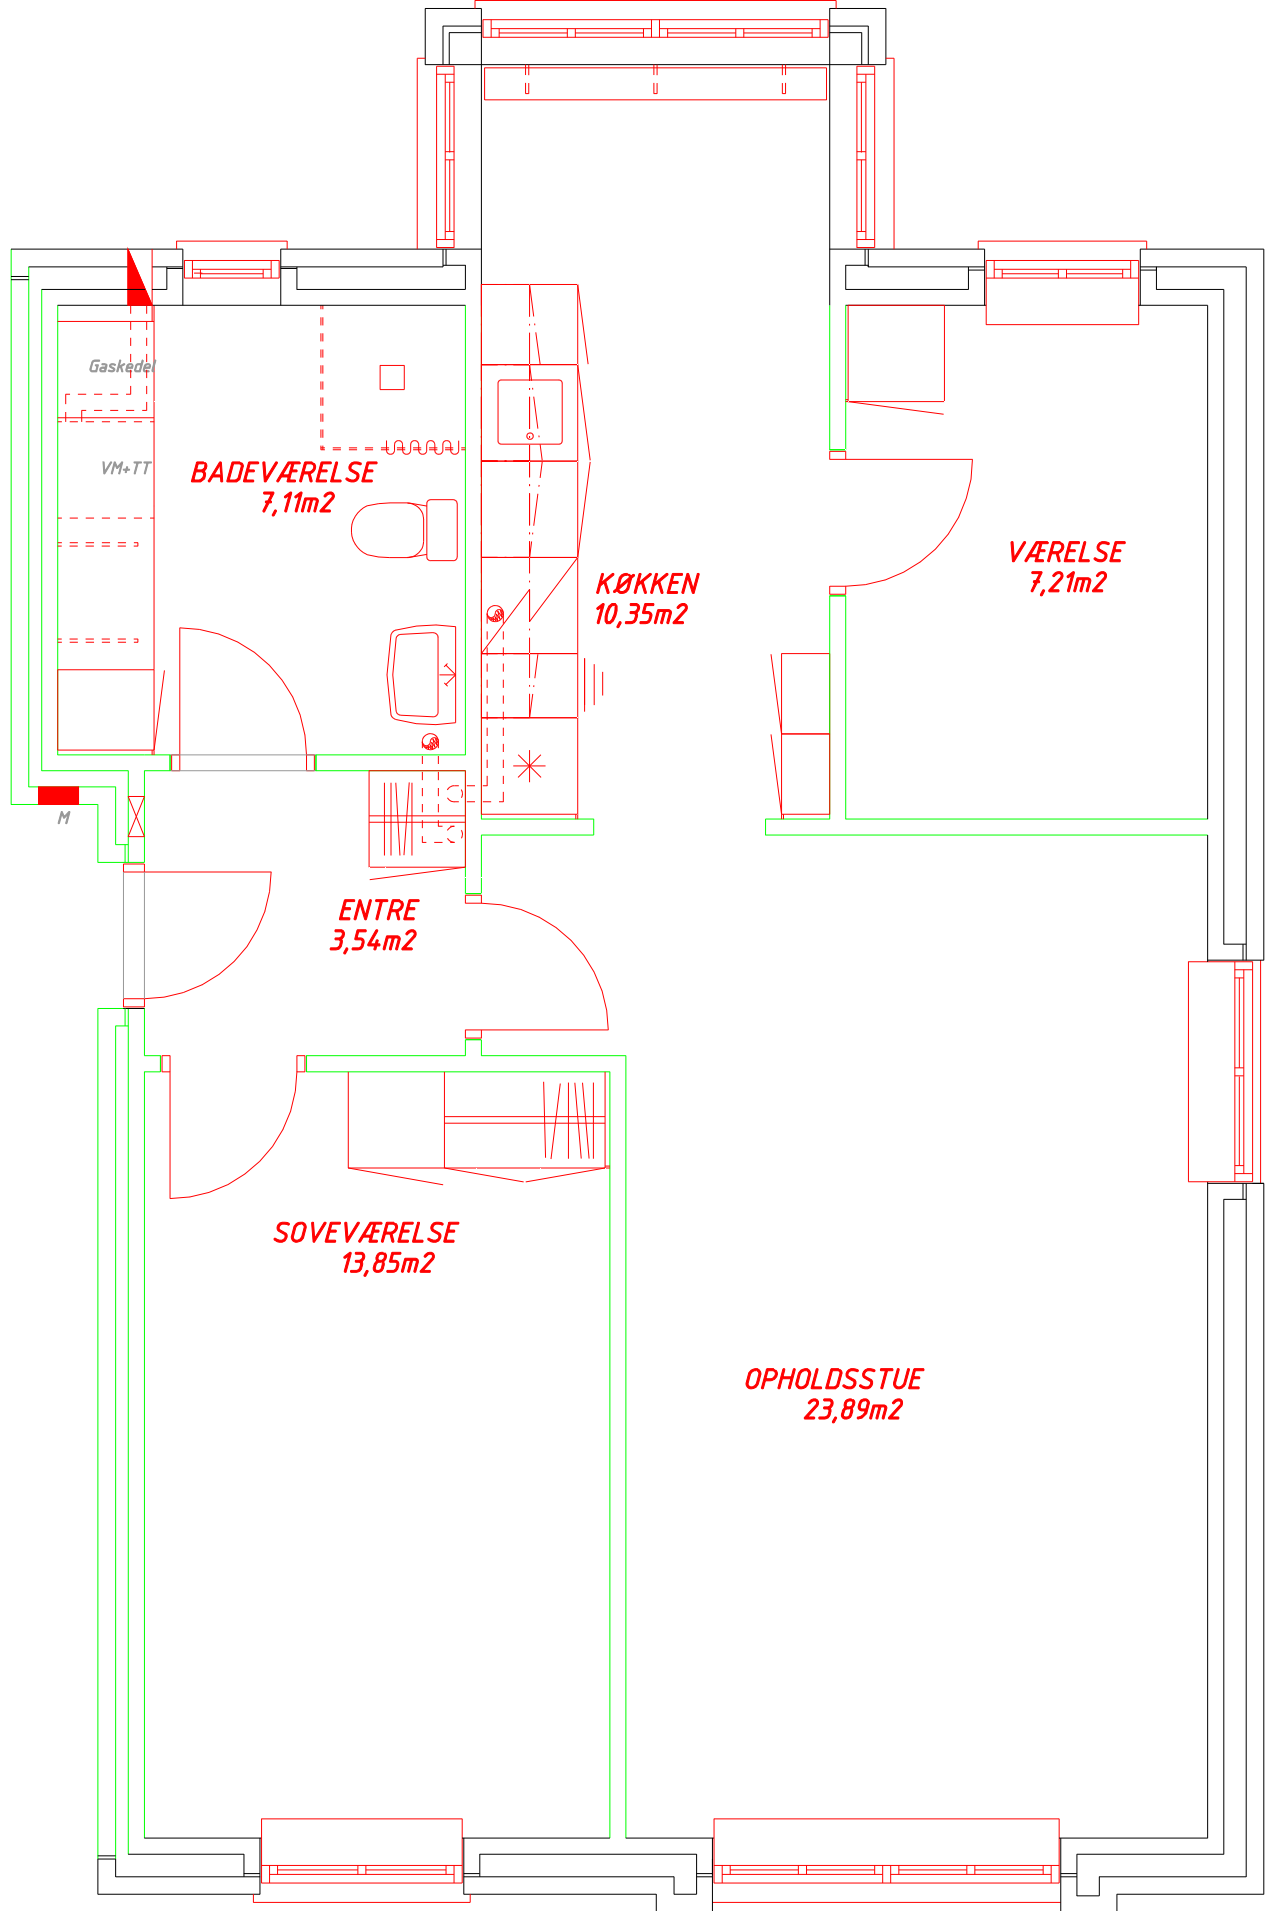 Gaskedel
VM+TT
BADEVÆRELSE
7,11m2
KØKKEN
10,35m2
VÆRELSE
7,21m2
M
ENTRE
3,54m2
SOVEVÆRELSE
13,85m2
OPHOLDSSTUE
23,89m2